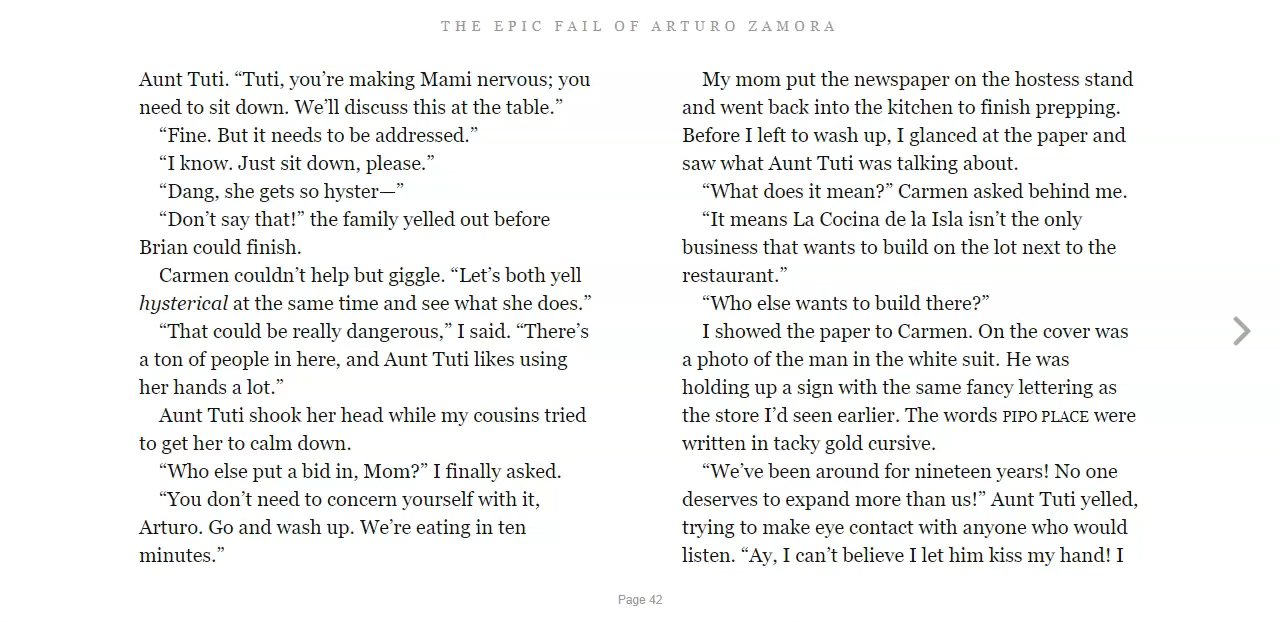 THE EPIC FAIL OF ARTURO ZAMORA
Aunt Tuti. “Tuti, you’re making Mami nervous; you
need to sit down. We’ll discuss this at the table.”
“Fine. But it needs to be addressed.”
“I know. Just sit down, please.”
“Dang, she gets so hyster—”
“Don’t say that!” the family yelled out before
Brian could finish.
Carmen couldn’t help but giggle. “Let’s both yell
hysterical at the same time and see what she does.”
“That could be really dangerous,” I said. “There’s
a ton of people in here, and Aunt Tuti likes using
her hands a lot.”
Aunt Tuti shook her head while my cousins tried
to get her to calm down.
“Who else put a bid in, Mom?” I finally asked.
“You don’t need to concern yourself with it,
Arturo. Go and wash up. We’re eating in ten
minutes.”
My mom put the newspaper on the hostess stand
and went back into the kitchen to finish prepping.
Before I left to wash up, I glanced at the paper and
saw what Aunt Tuti was talking about.
“What does it mean?” Carmen asked behind me.
“It means La Cocina de la Isla isn’t the only
business that wants to build on the lot next to the
restaurant.”
“Who else wants to build there?”
I showed the paper to Carmen. On the cover was
a photo of the man in the white suit. He was
holding up a sign with the same fancy lettering as
the store I’d seen earlier. The words PIPO PLACE were
written in tacky gold cursive.
“We’ve been around for nineteen years! No one
deserves to expand more than us!” Aunt Tuti yelled,
trying to make eye contact with anyone who would
listen. “Ay, I can’t believe I let him kiss my hand! I
Page 42